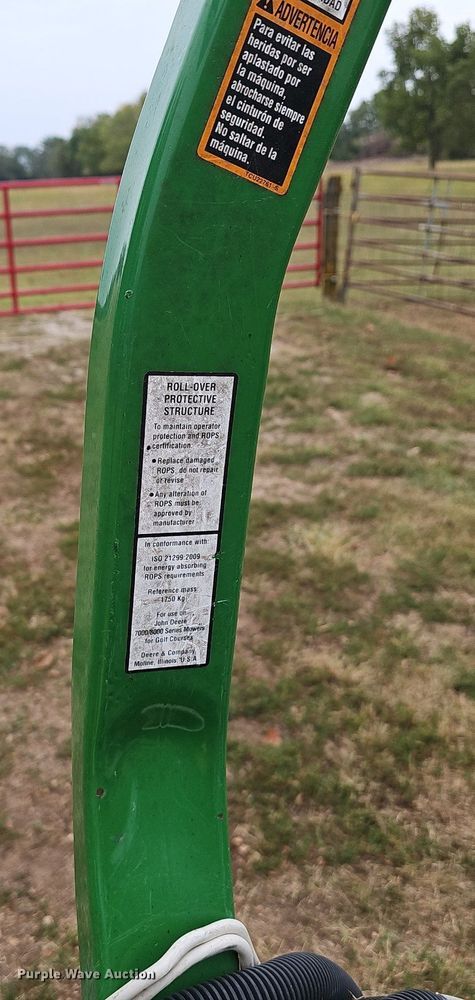 DAD
ADVERTENCIA
Para evitar las
heridas por ser
aplastado por
la máquina,
abrocharse siempre
el cinturón de
seguridad.
No saltar de la
máquina.
TCU22761-S
ROLL-OVER
PROTECTIVE
STRUCTURE
To maintain operator
protection and ROPS
certification:
• Replace damaged
ROPS, do not repair
or revise
• Any alteration of
ROPS must be
approved by
manufacturer
In conformance with:
ISO 21299:2009
for energy absorbing
ROPS requirements
Reference mass:
1750 Kg
For use on
John Deere
7000/8000 Series Mowers
for Golf Courses
Deere & Company
Moline, Illinois, U.S.A.
Purple Wave Auction